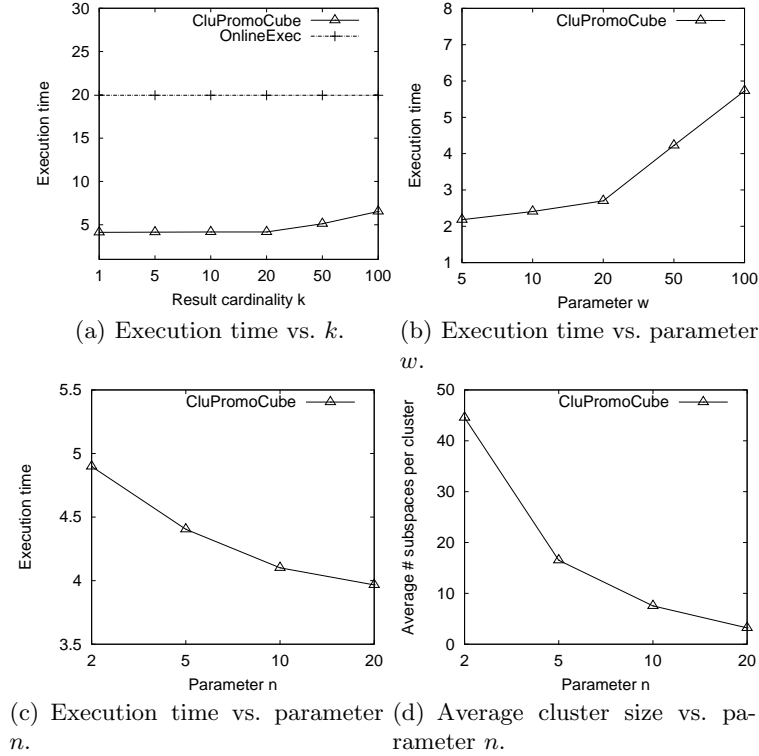 30
25
20
15
10
5
Execution time
CluPromoCube
OnlineExec
1 5 10 20 50 100
Result cardinality k
(a) Execution time vs. k.
8
7
6
5
4
3
2
1
Execution time
CluPromoCube
5 10 20 50 100
Parameter w
(b) Execution time vs. parameter
w.
5.5
5
4.5
4
3.5
Execution time
CluPromoCube
2 5 10 20
Parameter n
(c) Execution time vs. parameter
n.
50
40
30
20
10
0
Average # subspaces per cluster
CluPromoCube
2 5 10 20
Parameter n
(d) Average cluster size vs. pa-
rameter n.